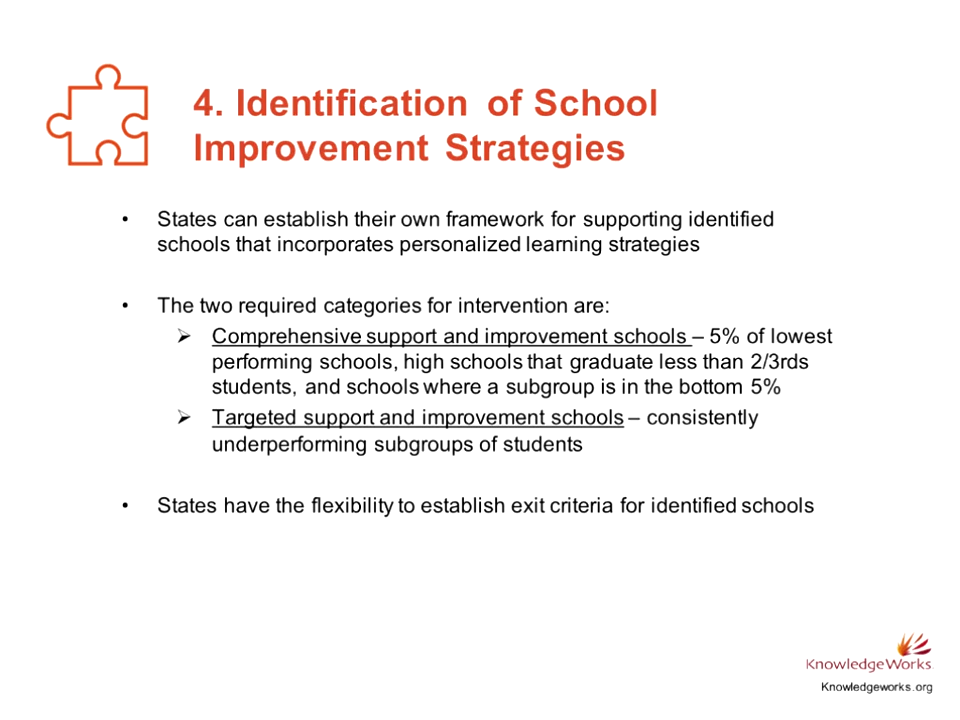 4. Identification of School
Improvement Strategies
• States can establish their own framework for supporting identified
schools that incorporates personalized learning strategies
• The two required categories for intervention are:
➢ Comprehensive support and improvement schools – 5% of lowest
performing schools, high schools that graduate less than 2/3rds
students, and schools where a subgroup is in the bottom 5%
➢ Targeted support and improvement schools – consistently
underperforming subgroups of students
• States have the flexibility to establish exit criteria for identified schools
KnowledgeWorks
Knowledgeworks.org